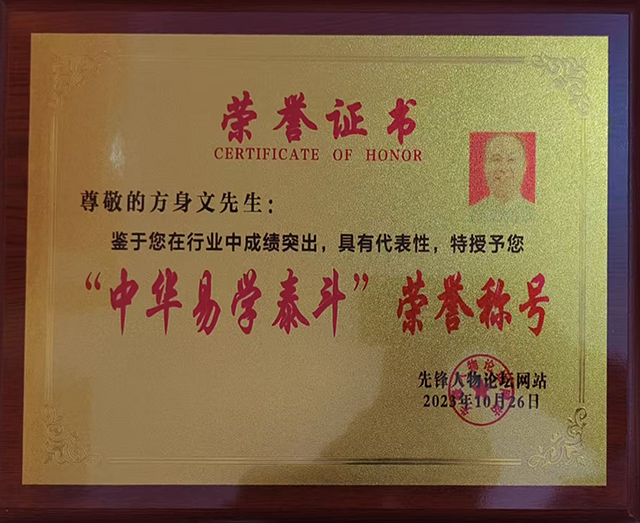 荣誉证书
CERTIFICATE OF HONOR
尊敬的方身文先生：
鉴于您在行业中成绩突出，具有代表性，特授予您
“中华易学泰斗”荣誉称号
先锋人物论坛网站
2023年10月26日